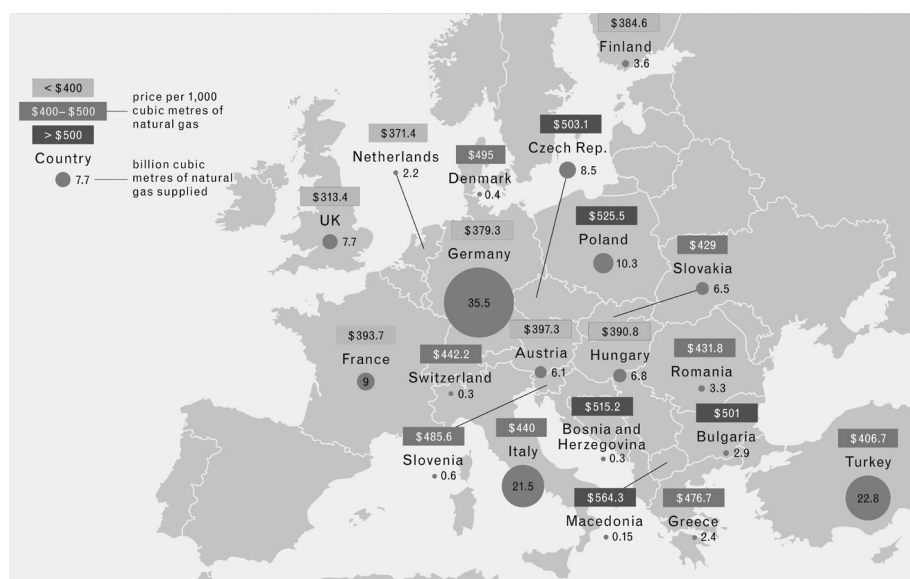 $384.6
Finland
3.6
< $400
$400–$500
> $500
price per 1,000
cubic metres of
natural gas
Country
7.7
billion cubic
metres of natural
gas supplied
$371.4
Netherlands
2.2
$495
Denmark
0.4
$503.1
Czech Rep.
8.5
$313.4
UK
7.7
$379.3
Germany
35.5
$525.5
Poland
10.3
$429
Slovakia
6.5
$393.7
France
9
$442.2
Switzerland
0.3
$397.3
Austria
6.1
$390.8
Hungary
6.8
$431.8
Romania
3.3
$485.6
Slovenia
0.6
$440
Italy
21.5
$515.2
Bosnia and
Herzegovina
0.3
$501
Bulgaria
2.9
$406.7
Turkey
22.8
$564.3
Macedonia
0.15
$476.7
Greece
2.4